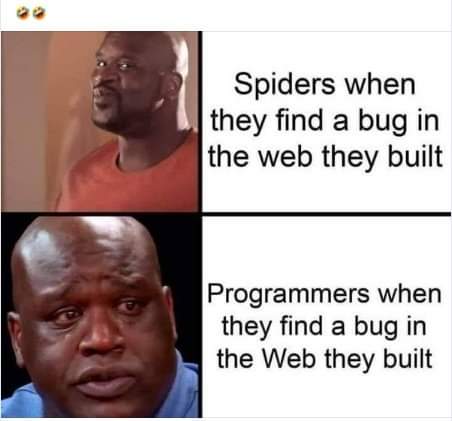 🤣🤣
Spiders when
they find a bug in
the web they built
Programmers when
they find a bug in
the Web they built